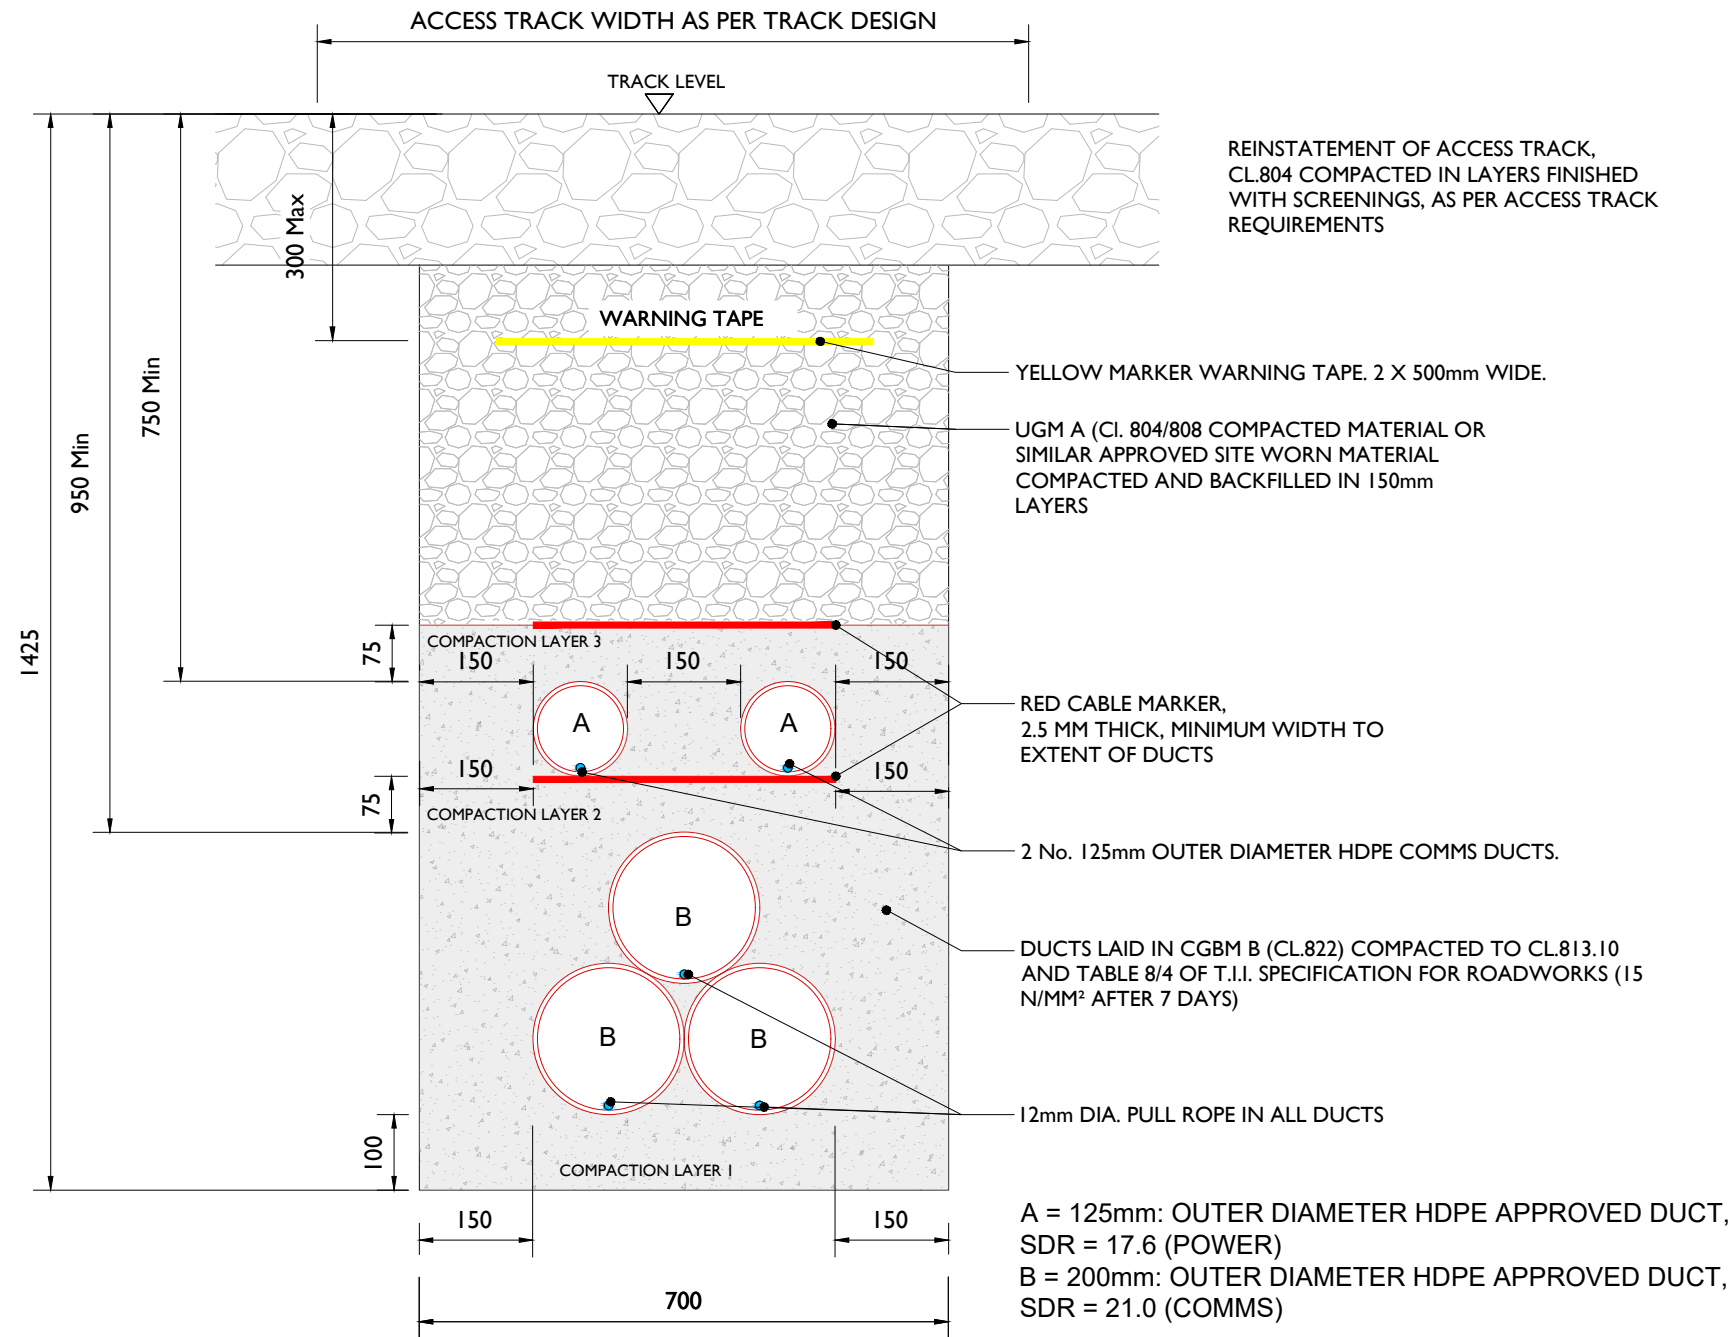 ACCESS TRACK WIDTH AS PER TRACK DESIGN
TRACK LEVEL
REINSTATEMENT OF ACCESS TRACK,
CL.804 COMPACTED IN LAYERS FINISHED
WITH SCREENINGS, AS PER ACCESS TRACK
REQUIREMENTS
300 Max
750 Min
950 Min
1425
WARNING TAPE
YELLOW MARKER WARNING TAPE. 2 X 500mm WIDE.
UGM A (Cl. 804/808 COMPACTED MATERIAL OR
SIMILAR APPROVED SITE WORN MATERIAL
COMPACTED AND BACKFILLED IN 150mm
LAYERS
75
COMPACTION LAYER 3
150
150
150
A
A
RED CABLE MARKER,
2.5 MM THICK, MINIMUM WIDTH TO
EXTENT OF DUCTS
150
150
75
COMPACTION LAYER 2
2 No. 125mm OUTER DIAMETER HDPE COMMS DUCTS.
B
DUCTS LAID IN CGBM B (CL.822) COMPACTED TO CL.813.10
AND TABLE 8/4 OF T.I.I. SPECIFICATION FOR ROADWORKS (15
N/MM² AFTER 7 DAYS)
B
B
12mm DIA. PULL ROPE IN ALL DUCTS
100
COMPACTION LAYER 1
150
150
700
A = 125mm: OUTER DIAMETER HDPE APPROVED DUCT,
SDR = 17.6 (POWER)
B = 200mm: OUTER DIAMETER HDPE APPROVED DUCT,
SDR = 21.0 (COMMS)